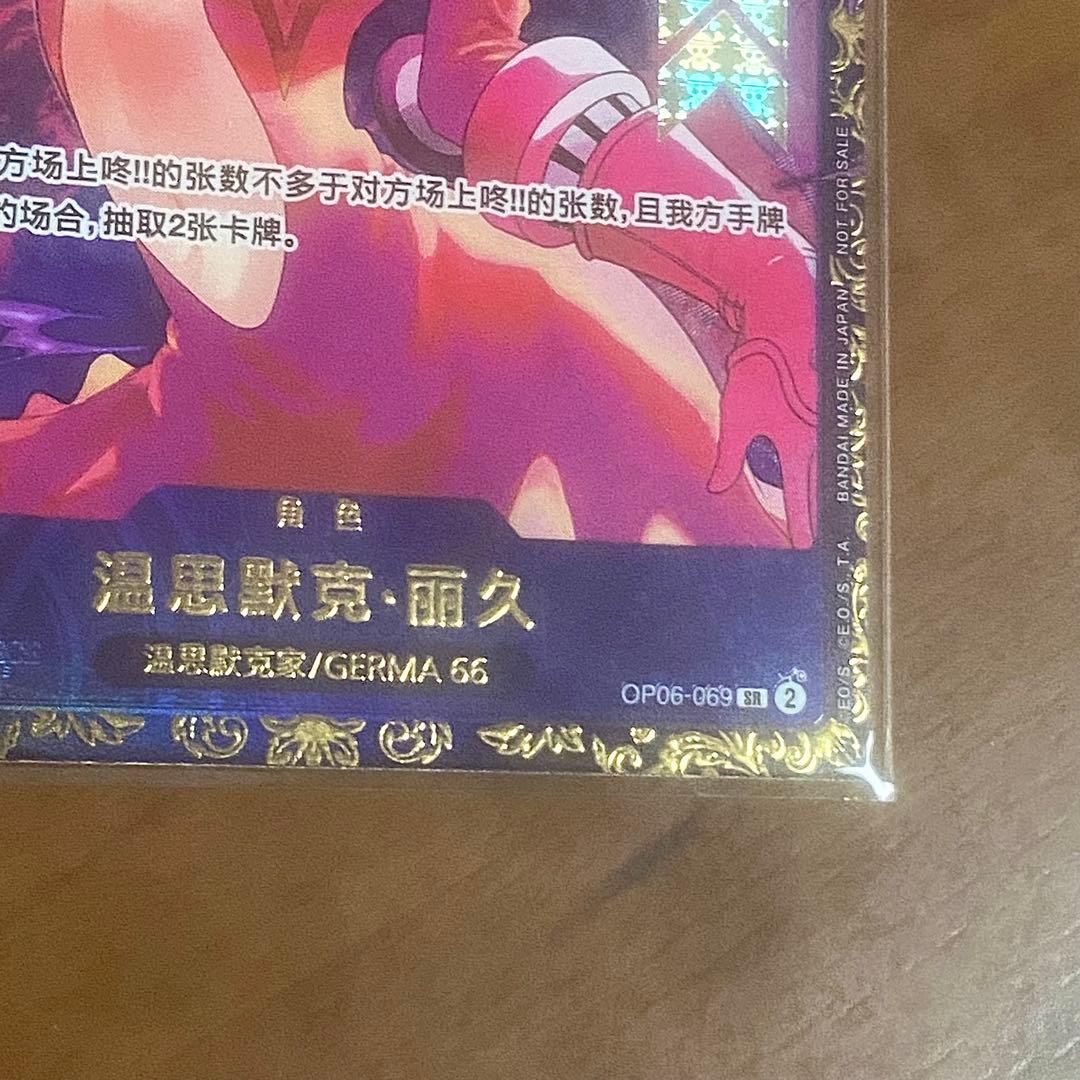 方场上咚!!的张数不多于对方场上咚!!的张数,且我方手牌
的场合,抽取2张卡牌。
角色
温思默克·丽久
温思默克家/GERMA 66
OP06-069 SR 2
EO/S. ©E.O./S., T.A. BANDAI MADE IN JAPAN NOT FOR SALE